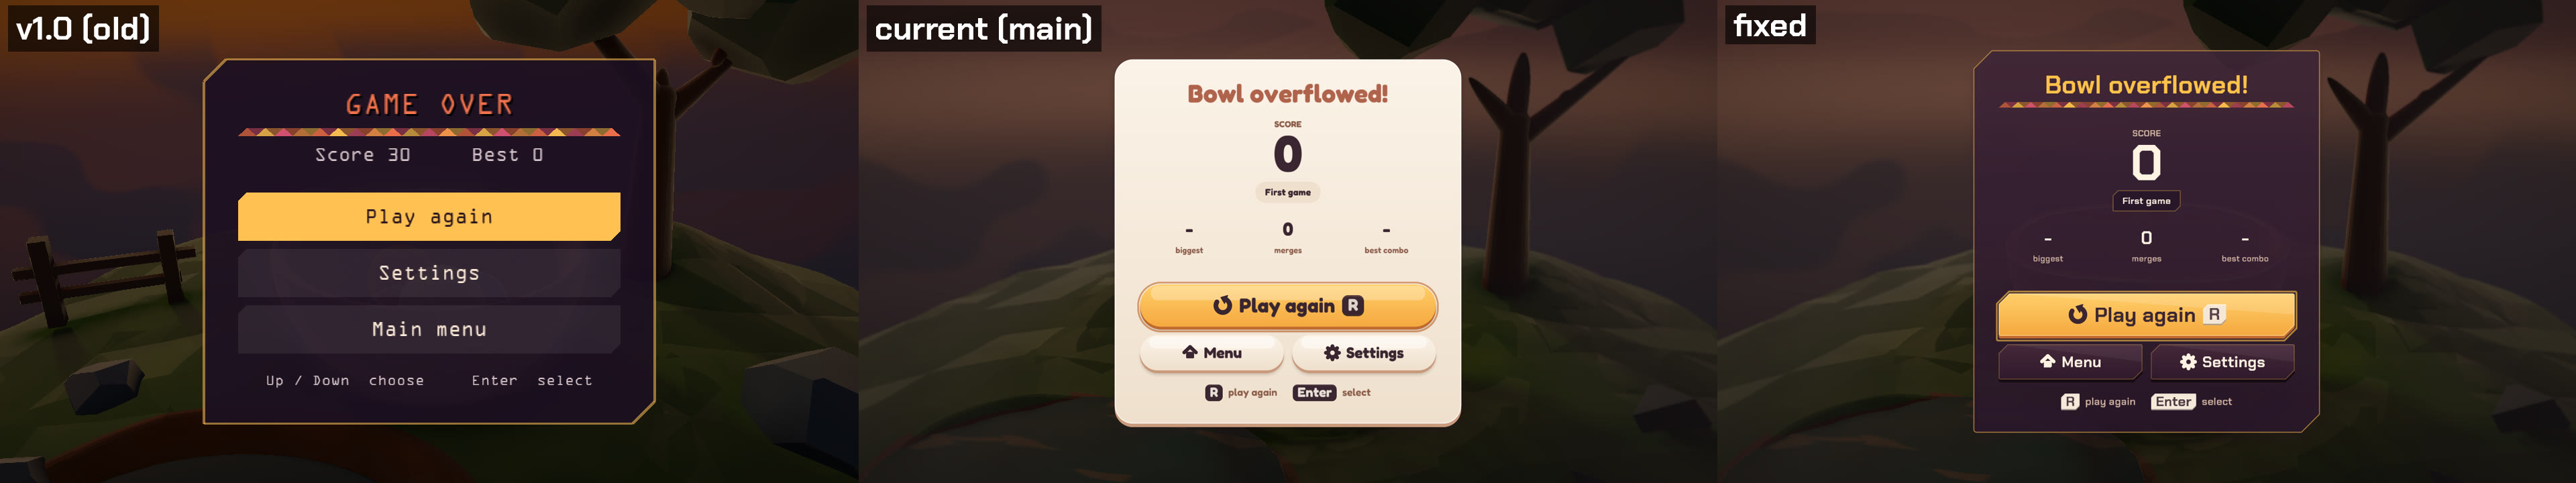 v1.0 (old)
GAME OVER
Score 30 Best 0
Play again
Settings
Main menu
Up / Down choose Enter select
current (main)
Bowl overflowed!
SCORE
0
First game
- 0 -
biggest merges best combo
Play again R
Menu Settings
R play again Enter select
fixed
Bowl overflowed!
SCORE
0
First game
- 0 -
biggest merges best combo
Play again R
Menu Settings
R play again Enter select